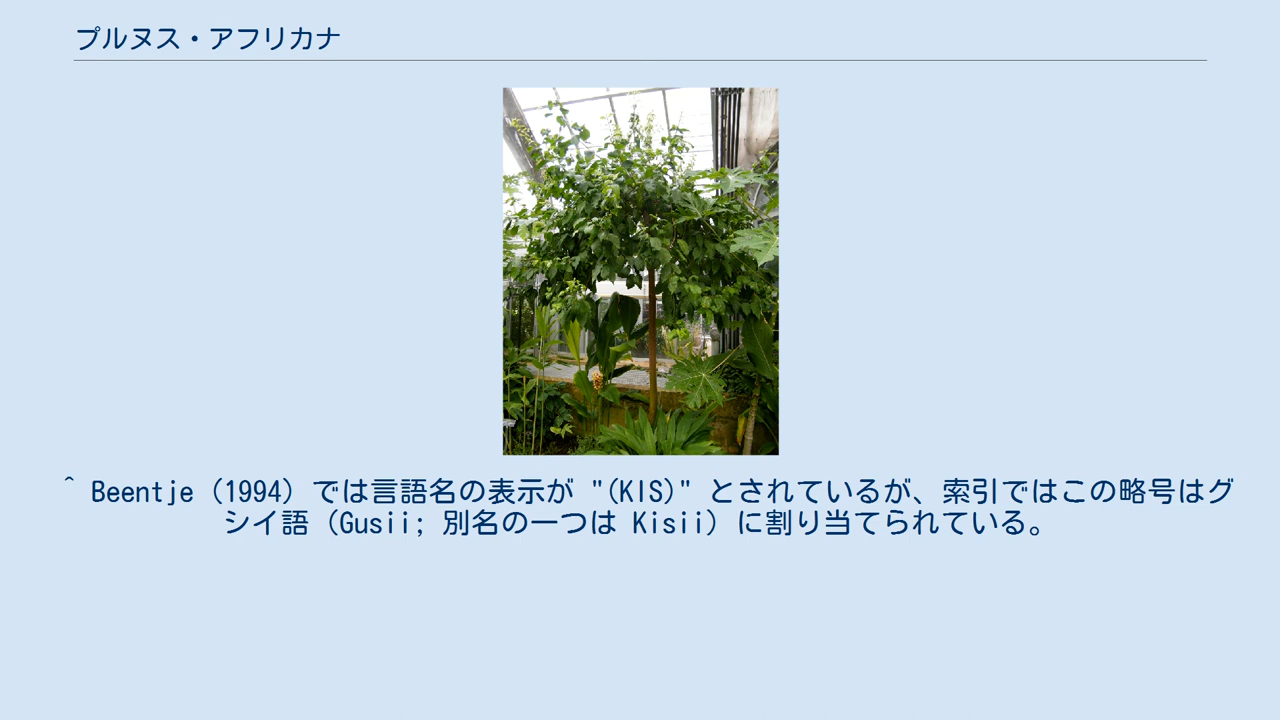 プルヌス・アフリカナ
^ Beentje (1994) では言語名の表示が "(KIS)" とされているが、索引ではこの略号はグ
シイ語 (Gusii; 別名の一つは Kisii) に割り当てられている。